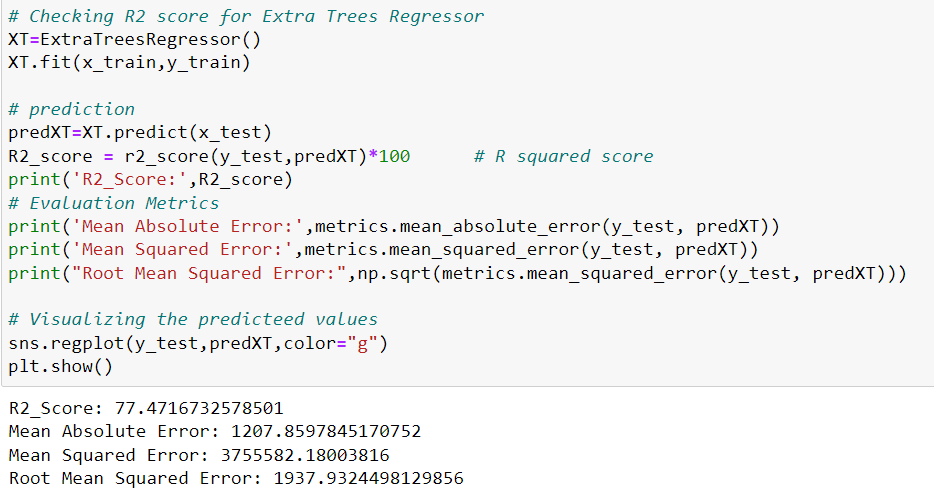 # Checking R2 score for Extra Trees Regressor
XT=ExtraTreesRegressor()
XT.fit(x_train,y_train)
# prediction
predXT=XT.predict(x_test)
R2_score = r2_score(y_test,predXT)*100      # R squared score
print('R2_Score:',R2_score)
# Evaluation Metrics
print('Mean Absolute Error:',metrics.mean_absolute_error(y_test, predXT))
print('Mean Squared Error:',metrics.mean_squared_error(y_test, predXT))
print("Root Mean Squared Error:",np.sqrt(metrics.mean_squared_error(y_test, predXT)))
# Visualizing the predicteed values
sns.regplot(y_test,predXT,color="g")
plt.show()
R2_Score: 77.4716732578501
Mean Absolute Error: 1207.8597845170752
Mean Squared Error: 3755582.18003816
Root Mean Squared Error: 1937.9324498129856